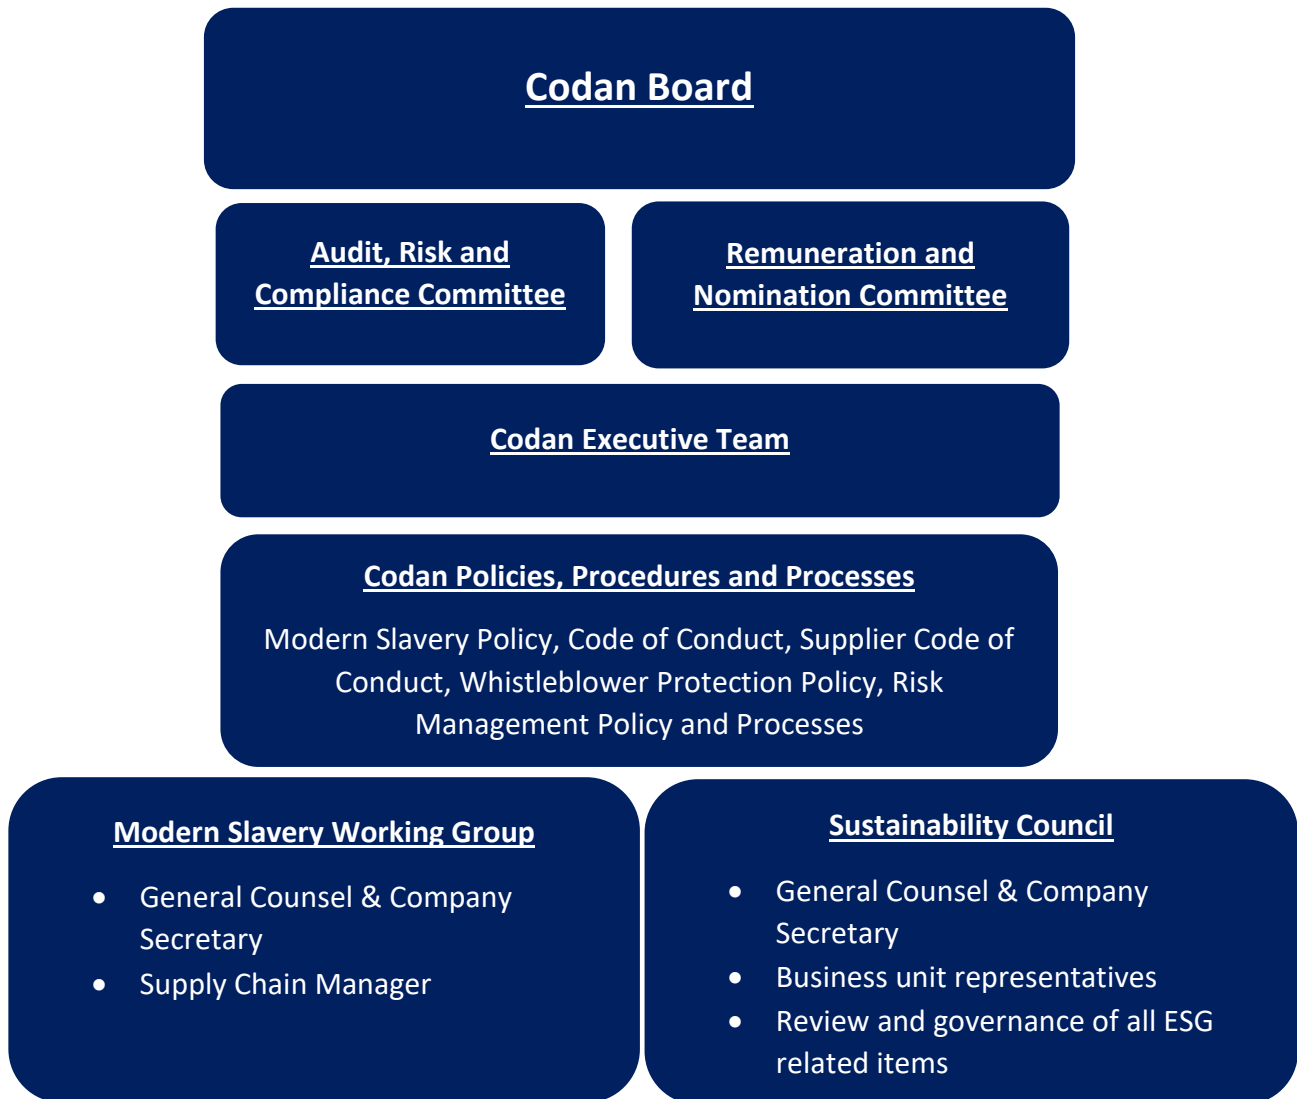 Codan Board
Audit, Risk and
Compliance Committee
Remuneration and
Nomination Committee
Codan Executive Team
Codan Policies, Procedures and Processes
Modern Slavery Policy, Code of Conduct, Supplier Code of
Conduct, Whistleblower Protection Policy, Risk
Management Policy and Processes
Modern Slavery Working Group
• General Counsel & Company
Secretary
• Supply Chain Manager
Sustainability Council
• General Counsel & Company
Secretary
• Business unit representatives
• Review and governance of all ESG
related items